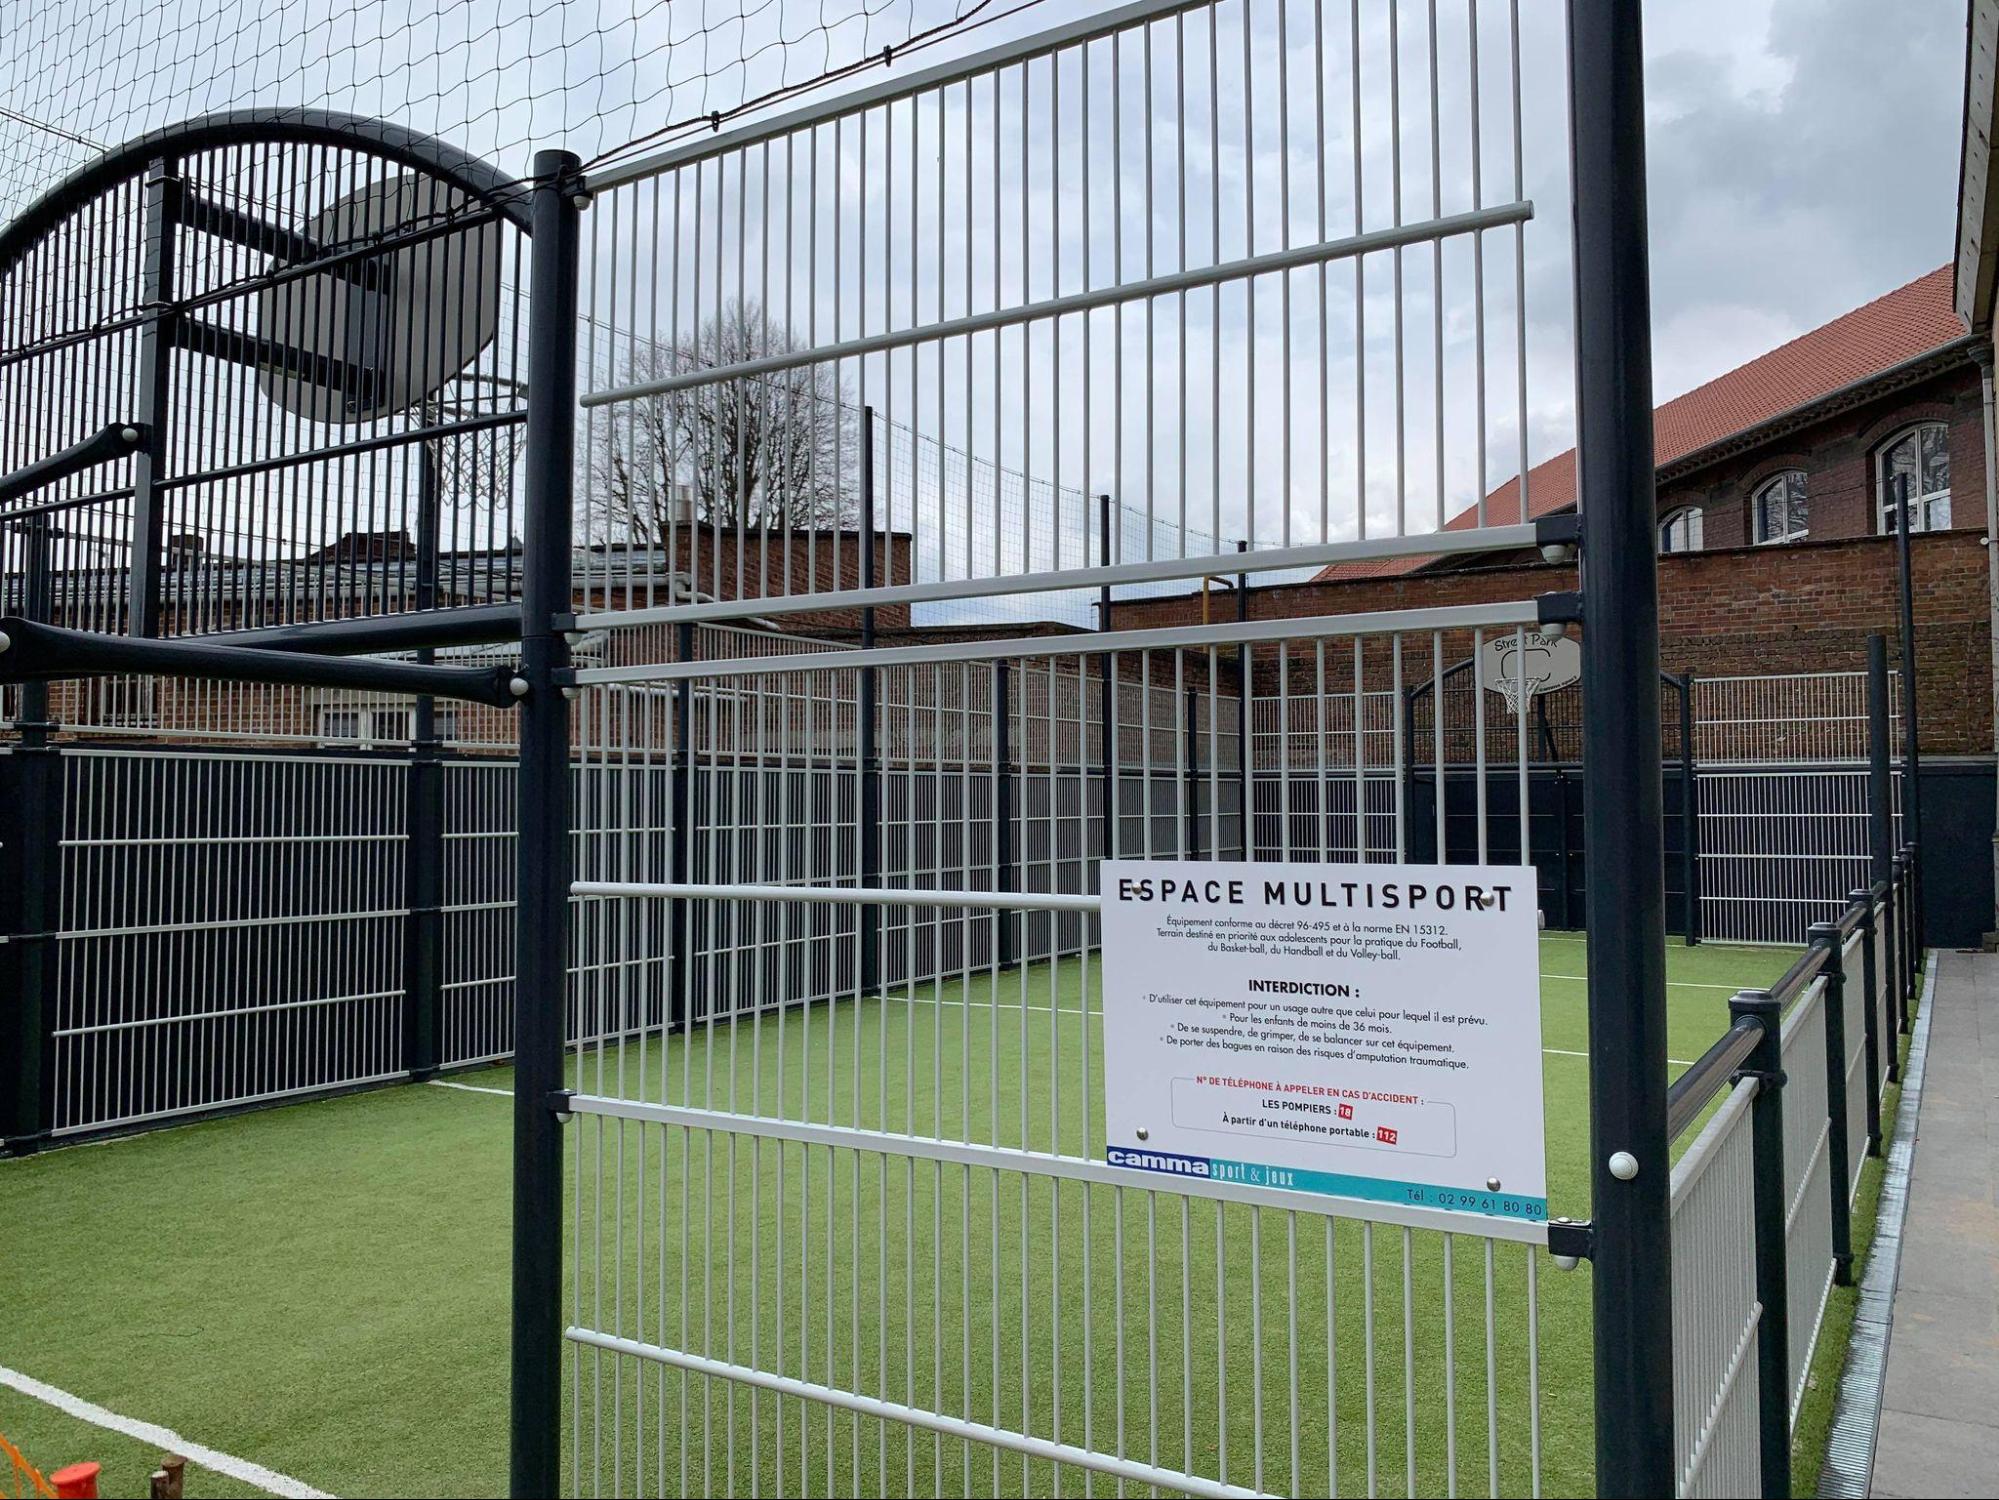 Street Park
ESPACE MULTISPORT
Équipement conforme au décret 96-495 et à la norme EN 15312.
Terrain destiné en priorité aux adolescents pour la pratique du Football,
du Basket-ball, du Handball et du Volley-ball.
INTERDICTION :
* D'utiliser cet équipement pour un usage autre que celui pour lequel il est prévu.
* Pour les enfants de moins de 36 mois.
* De se suspendre, de grimper, de se balancer sur cet équipement.
* De porter des bagues en raison des risques d'amputation traumatique.
N° DE TÉLÉPHONE À APPELER EN CAS D'ACCIDENT :
LES POMPIERS : 18
À partir d'un téléphone portable : 112
camma sport & jeux
Tél : 02 99 61 80 80